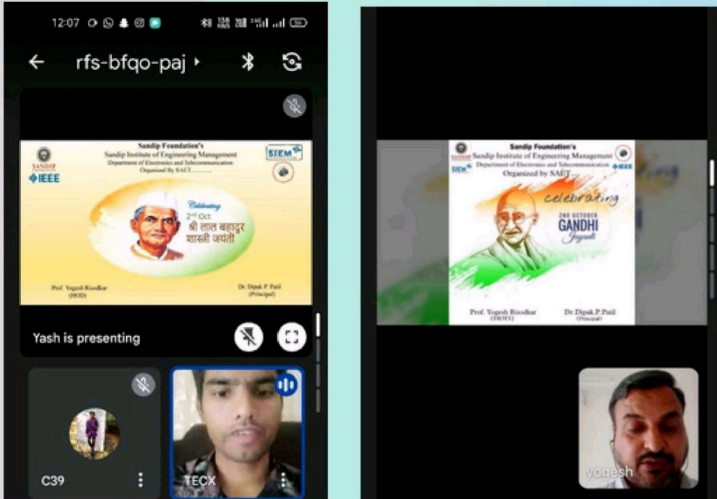 12:07
rfs-bfqo-paj
Sandip Foundation's
Sandip Institute of Engineering Management
Department of Electronics and Telecommunication
Organized By SAET
SANDIP
IEEE
SIEM
Celebrating
2nd Oct
श्री लाल बहादुर
शास्त्री जयंती
Prof. Yogesh Risodkar
(HOD)
Dr. Dipak P. Patil
(Principal)
Yash is presenting
C39
TECX
Sandip Foundation's
Sandip Institute of Engineering Management
Department of Electronics and Telecommunication
Organized by SAET
SANDIP
SIEM
IEEE
celebrating
2ND OCTOBER
GANDHI
Jayanti
Prof. Yogesh Risodkar
(HOD)
Dr. Dipak P. Patil
(Principal)
yogesh